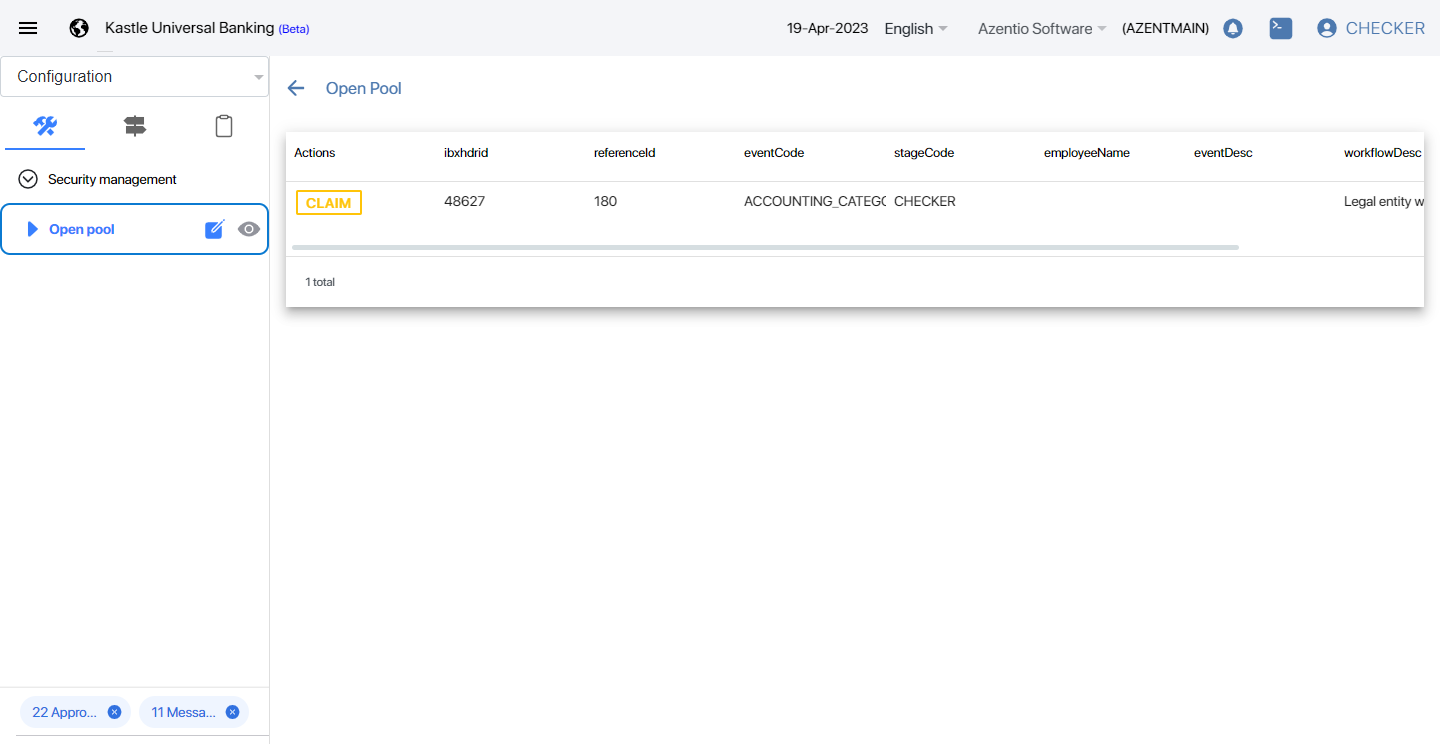 Kastle Universal Banking (Beta)
19-Apr-2023 English Azentio Software (AZENTMAIN) CHECKER
Configuration
Security management
Open pool
22 Appro...
11 Messa...
Open Pool
Actions ibxhdrid referenceId eventCode stageCode employeeName eventDesc workflowDesc
CLAIM 48627 180 ACCOUNTING_CATEGO CHECKER Legal entity w
1 total